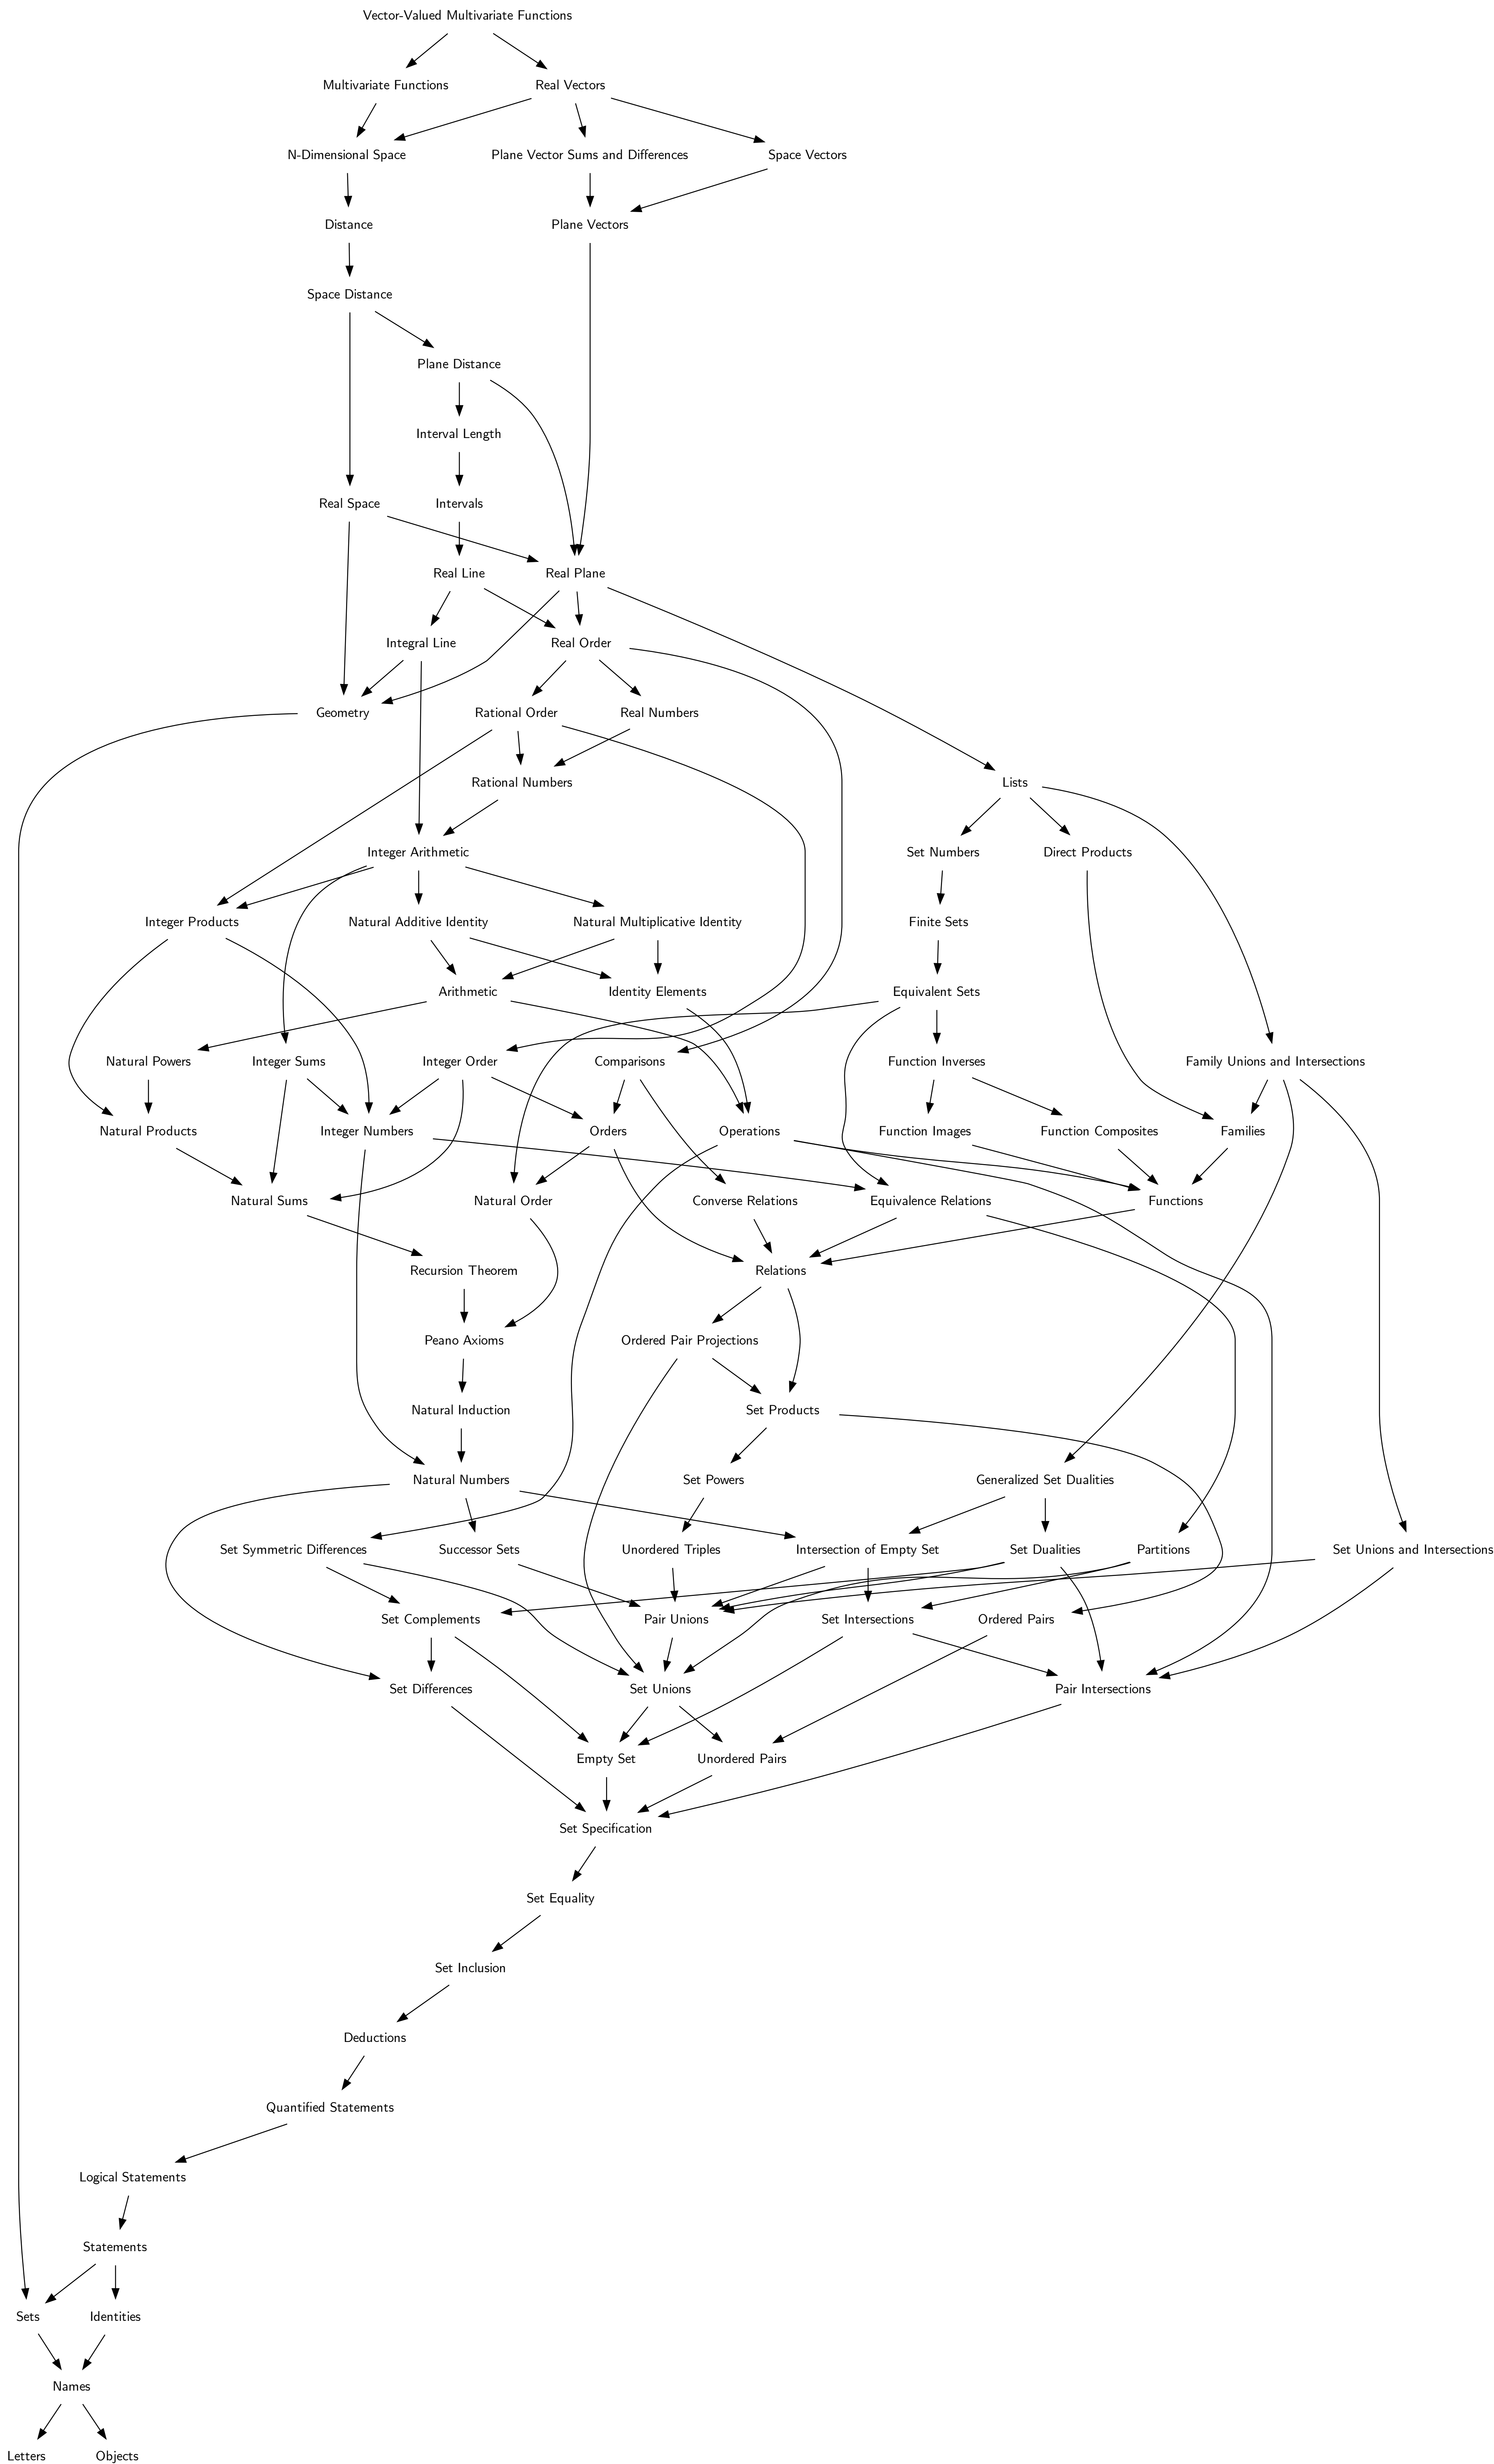 Vector-Valued Multivariate Functions
Multivariate Functions
Real Vectors
N-Dimensional Space
Plane Vector Sums and Differences
Space Vectors
Distance
Plane Vectors
Space Distance
Plane Distance
Interval Length
Real Space
Intervals
Real Line
Real Plane
Integral Line
Real Order
Geometry
Rational Order
Real Numbers
Rational Numbers
Lists
Integer Arithmetic
Set Numbers
Direct Products
Integer Products
Natural Additive Identity
Natural Multiplicative Identity
Finite Sets
Arithmetic
Identity Elements
Equivalent Sets
Natural Powers
Integer Sums
Integer Order
Comparisons
Function Inverses
Family Unions and Intersections
Natural Products
Integer Numbers
Orders
Operations
Function Images
Function Composites
Families
Natural Sums
Natural Order
Converse Relations
Equivalence Relations
Functions
Recursion Theorem
Relations
Peano Axioms
Ordered Pair Projections
Natural Induction
Set Products
Natural Numbers
Set Powers
Generalized Set Dualities
Set Symmetric Differences
Successor Sets
Unordered Triples
Intersection of Empty Set
Set Dualities
Partitions
Set Unions and Intersections
Set Complements
Pair Unions
Set Intersections
Ordered Pairs
Set Differences
Set Unions
Pair Intersections
Empty Set
Unordered Pairs
Set Specification
Set Equality
Set Inclusion
Deductions
Quantified Statements
Logical Statements
Statements
Sets
Identities
Names
Letters
Objects